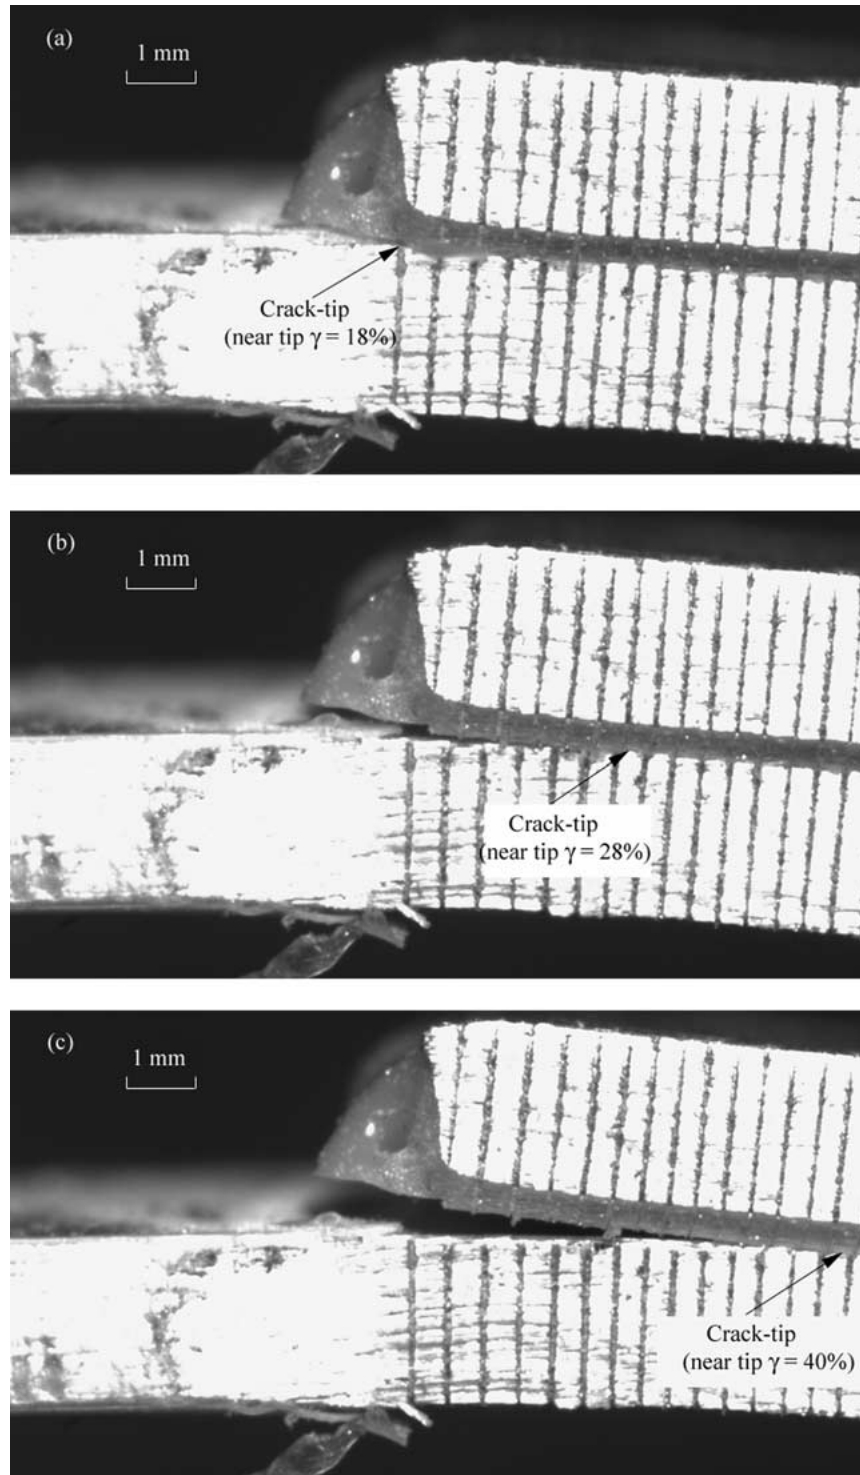 (a)
1 mm
Crack-tip
(near tip γ = 18%)
(b)
1 mm
Crack-tip
(near tip γ = 28%)
(c)
1 mm
Crack-tip
(near tip γ = 40%)